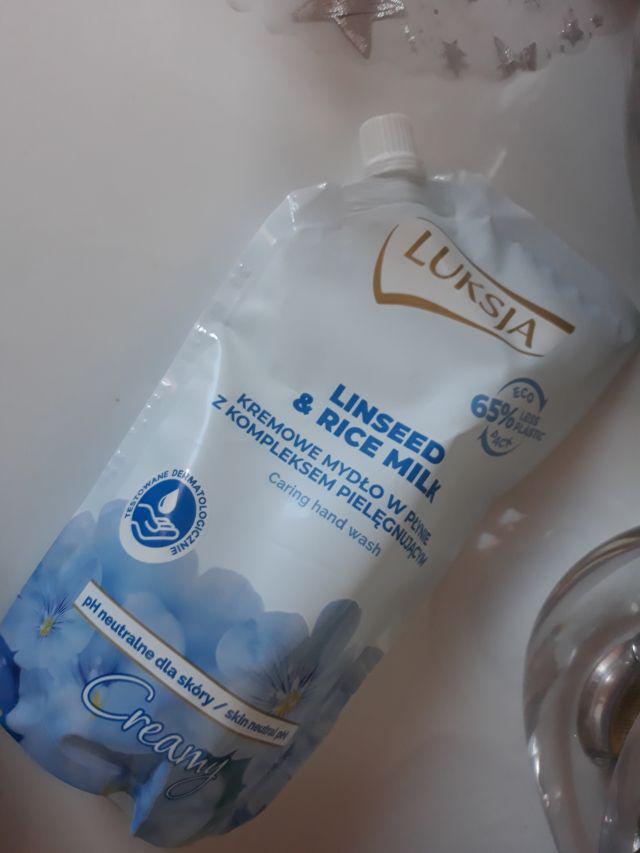 LUKSJA
LINSEED
& RICE MILK
KREMOWE MYDŁO W PŁYNIE
Z KOMPLEKSEM PIELĘGNUJĄCYM
Caring hand wash
ECO
65% LESS
PLASTIC
PACK
TESTOWANE DERMATOLOGICZNIE
pH neutralne dla skóry / skin neutral pH
Creamy